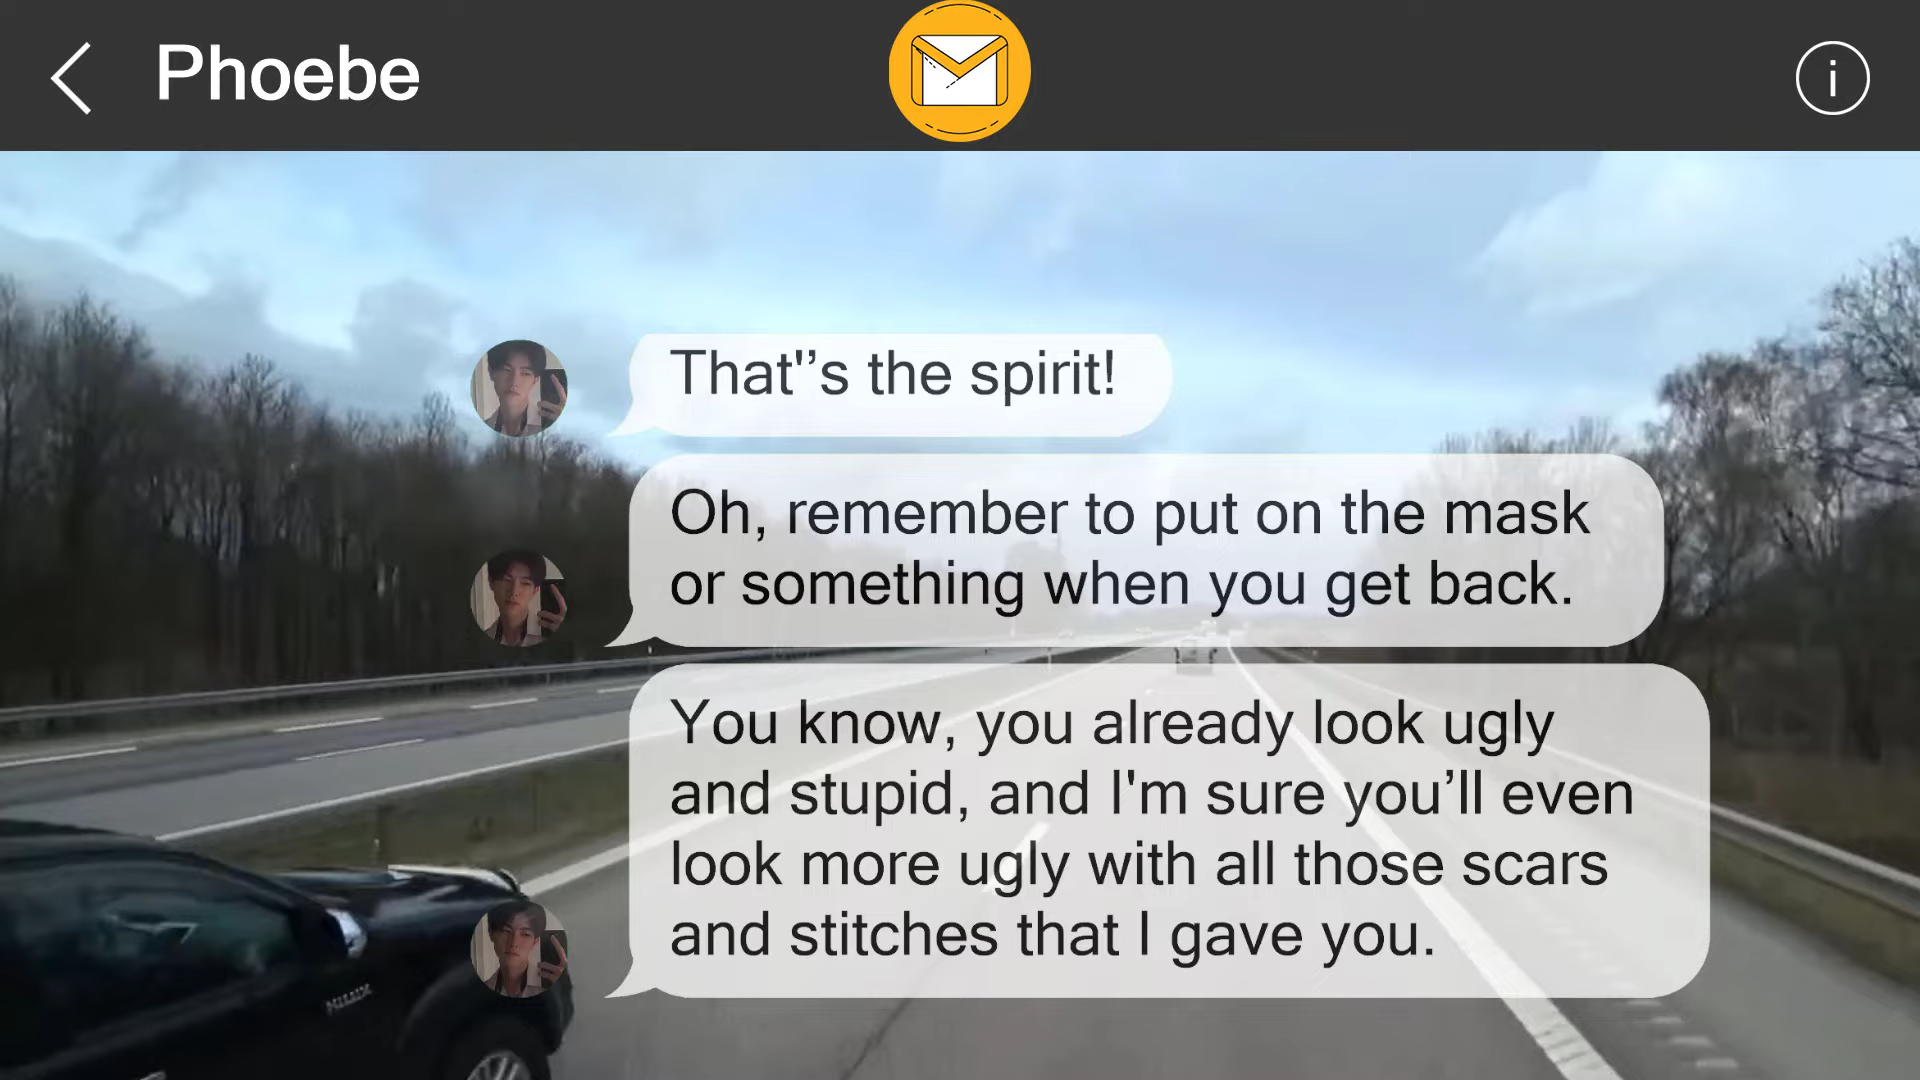 Phoebe
i
That'’s the spirit!
Oh, remember to put on the mask
or something when you get back.
You know, you already look ugly
and stupid, and I'm sure you’ll even
look more ugly with all those scars
and stitches that I gave you.
HILUX